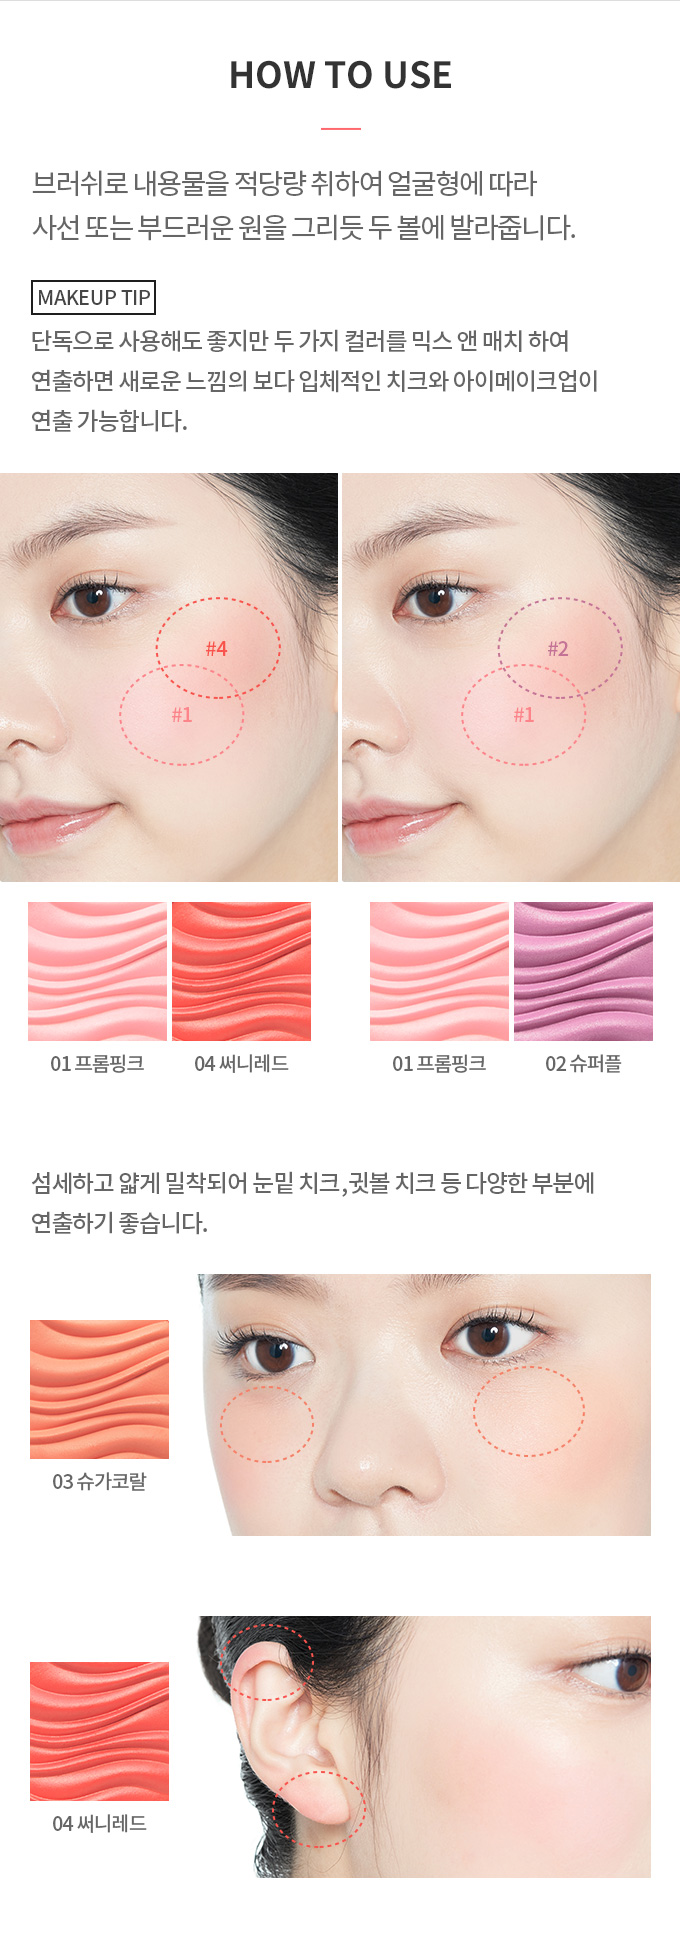 HOW TO USE
브러쉬로 내용물을 적당량 취하여 얼굴형에 따라
사선 또는 부드러운 원을 그리듯 두 볼에 발라줍니다.
MAKEUP TIP
단독으로 사용해도 좋지만 두 가지 컬러를 믹스 앤 매치 하여
연출하면 새로운 느낌의 보다 입체적인 치크와 아이메이크업이
연출 가능합니다.
#4
#1
#2
#1
01 프롬핑크
04 써니레드
01 프롬핑크
02 슈퍼플
섬세하고 얇게 밀착되어 눈밑 치크,귓볼 치크 등 다양한 부분에
연출하기 좋습니다.
03 슈가코랄
04 써니레드